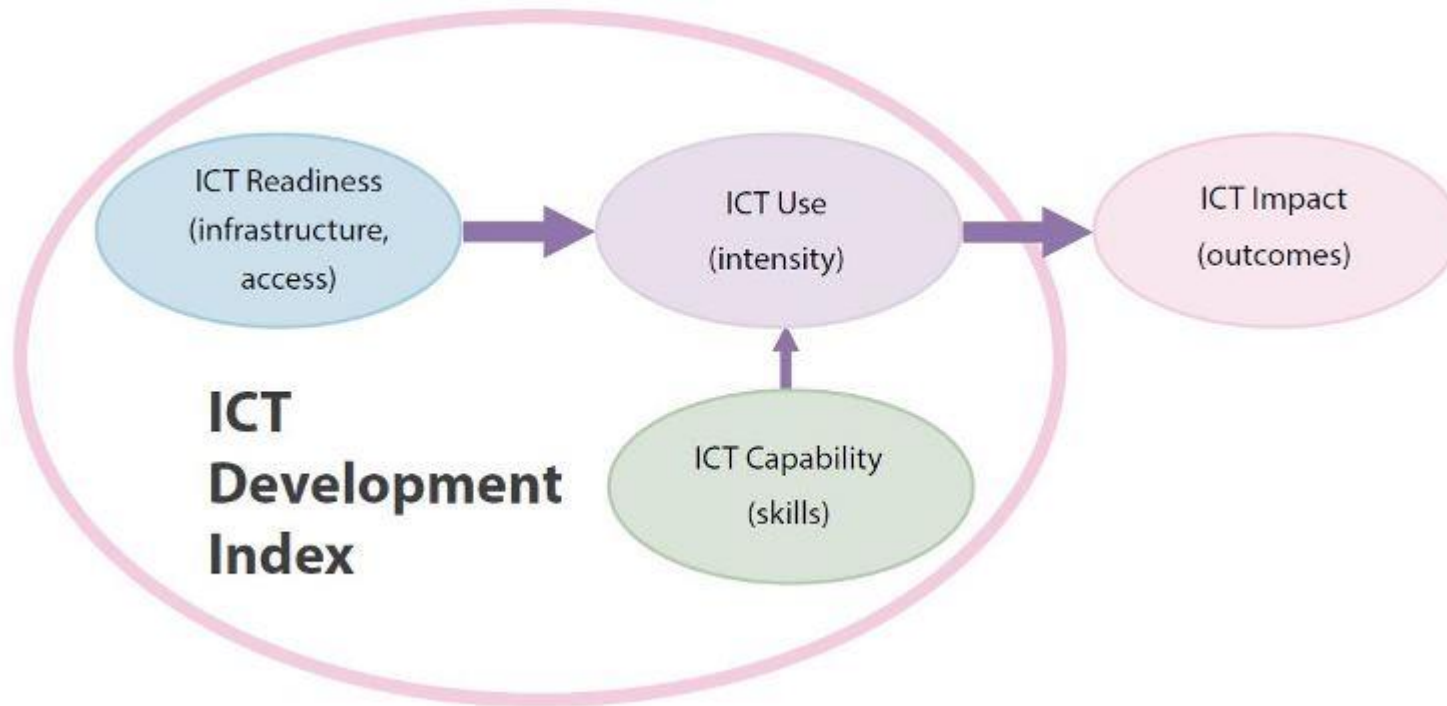 ICT Readiness
(infrastructure,
access)
ICT Use
(intensity)
ICT Impact
(outcomes)
ICT
Development
Index
ICT Capability
(skills)